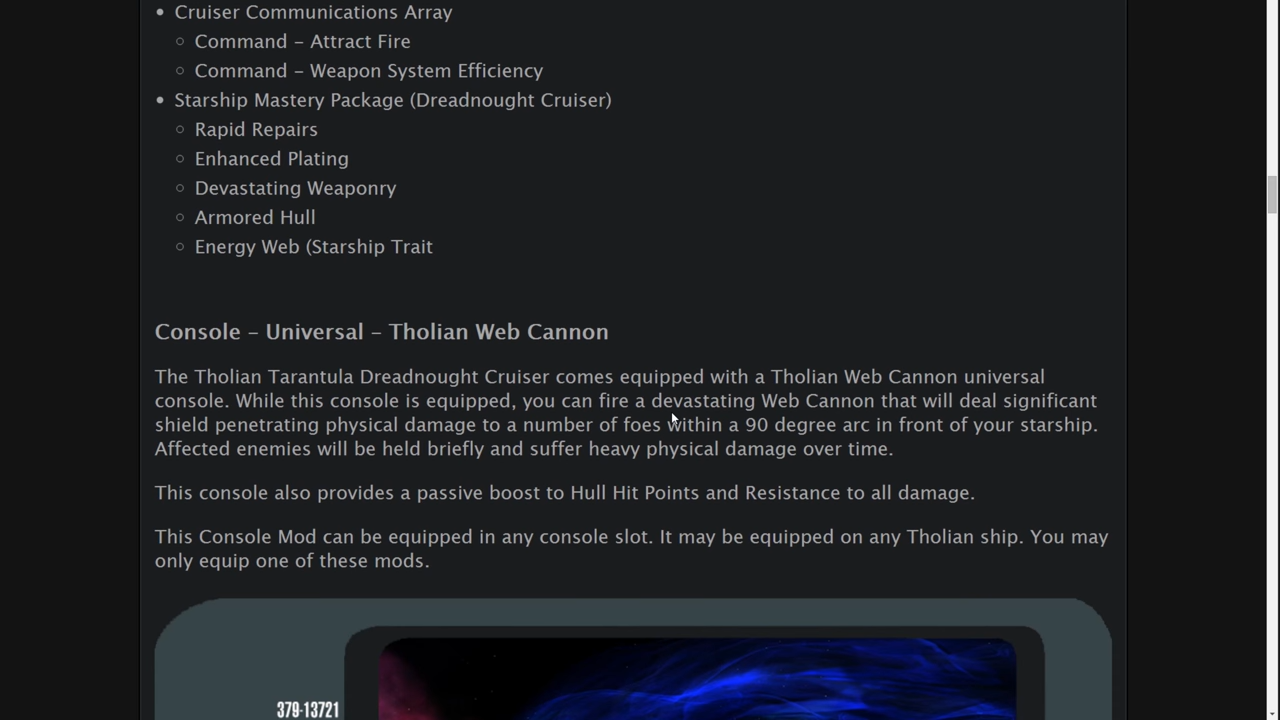 Cruiser Communications Array
Command – Attract Fire
Command – Weapon System Efficiency
Starship Mastery Package (Dreadnought Cruiser)
Rapid Repairs
Enhanced Plating
Devastating Weaponry
Armored Hull
Energy Web (Starship Trait
Console – Universal – Tholian Web Cannon
The Tholian Tarantula Dreadnought Cruiser comes equipped with a Tholian Web Cannon universal
console. While this console is equipped, you can fire a devastating Web Cannon that will deal significant
shield penetrating physical damage to a number of foes within a 90 degree arc in front of your starship.
Affected enemies will be held briefly and suffer heavy physical damage over time.
This console also provides a passive boost to Hull Hit Points and Resistance to all damage.
This Console Mod can be equipped in any console slot. It may be equipped on any Tholian ship. You may
only equip one of these mods.
379-13721